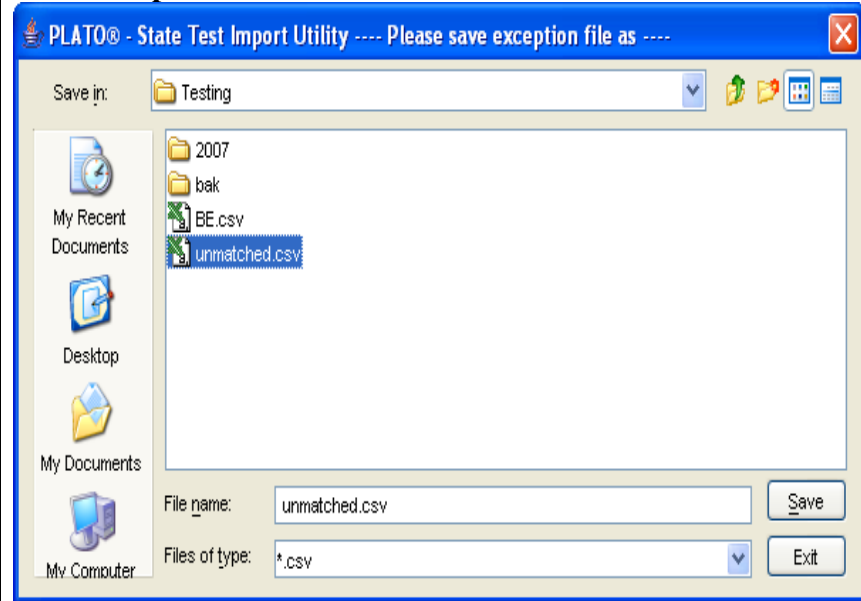 PLATO® - State Test Import Utility ---- Please save exception file as ----
Save in:
Testing
2007
bak
BE.csv
unmatched.csv
My Recent
Documents
Desktop
My Documents
My Computer
File name:
unmatched.csv
Save
Files of type:
*.csv
Exit